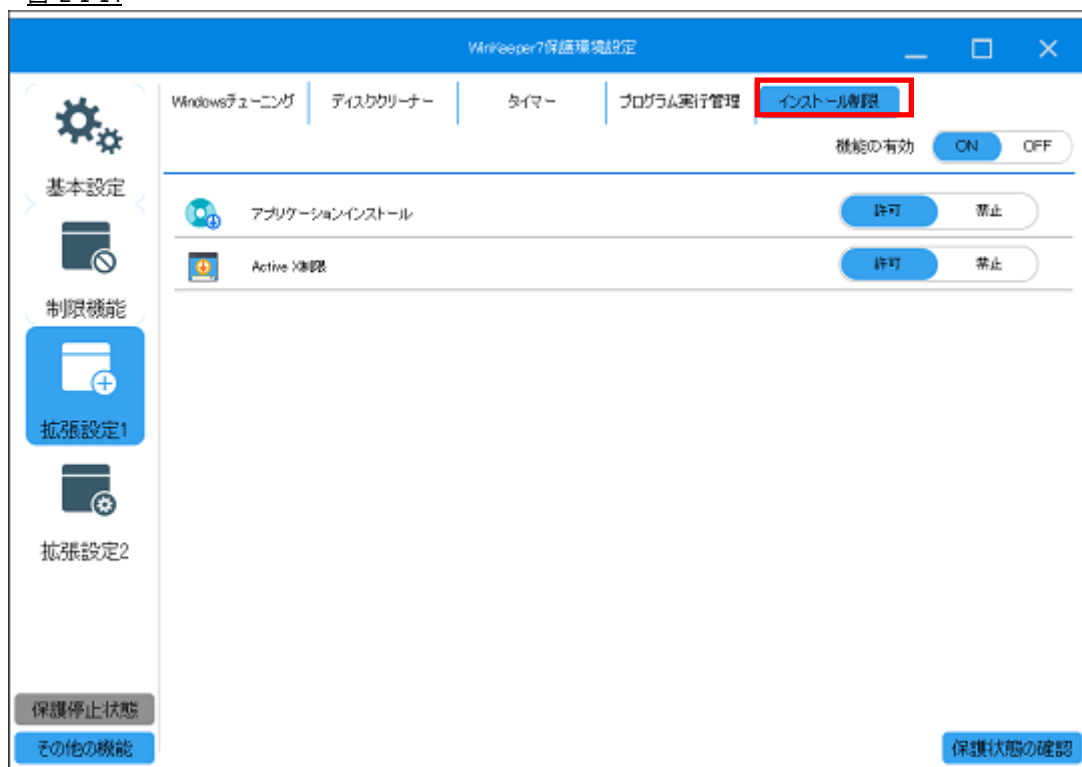 WinKeeper7保護環境設定
Windowsチューニング ディスククリーナー タイマー プログラム実行管理 インストール制限
機能の有効 ON OFF
基本設定
アプリケーションインストール 許可 禁止
Active X制限 許可 禁止
制限機能
拡張設定1
拡張設定2
保護停止状態
その他の機能 保護状態の確認